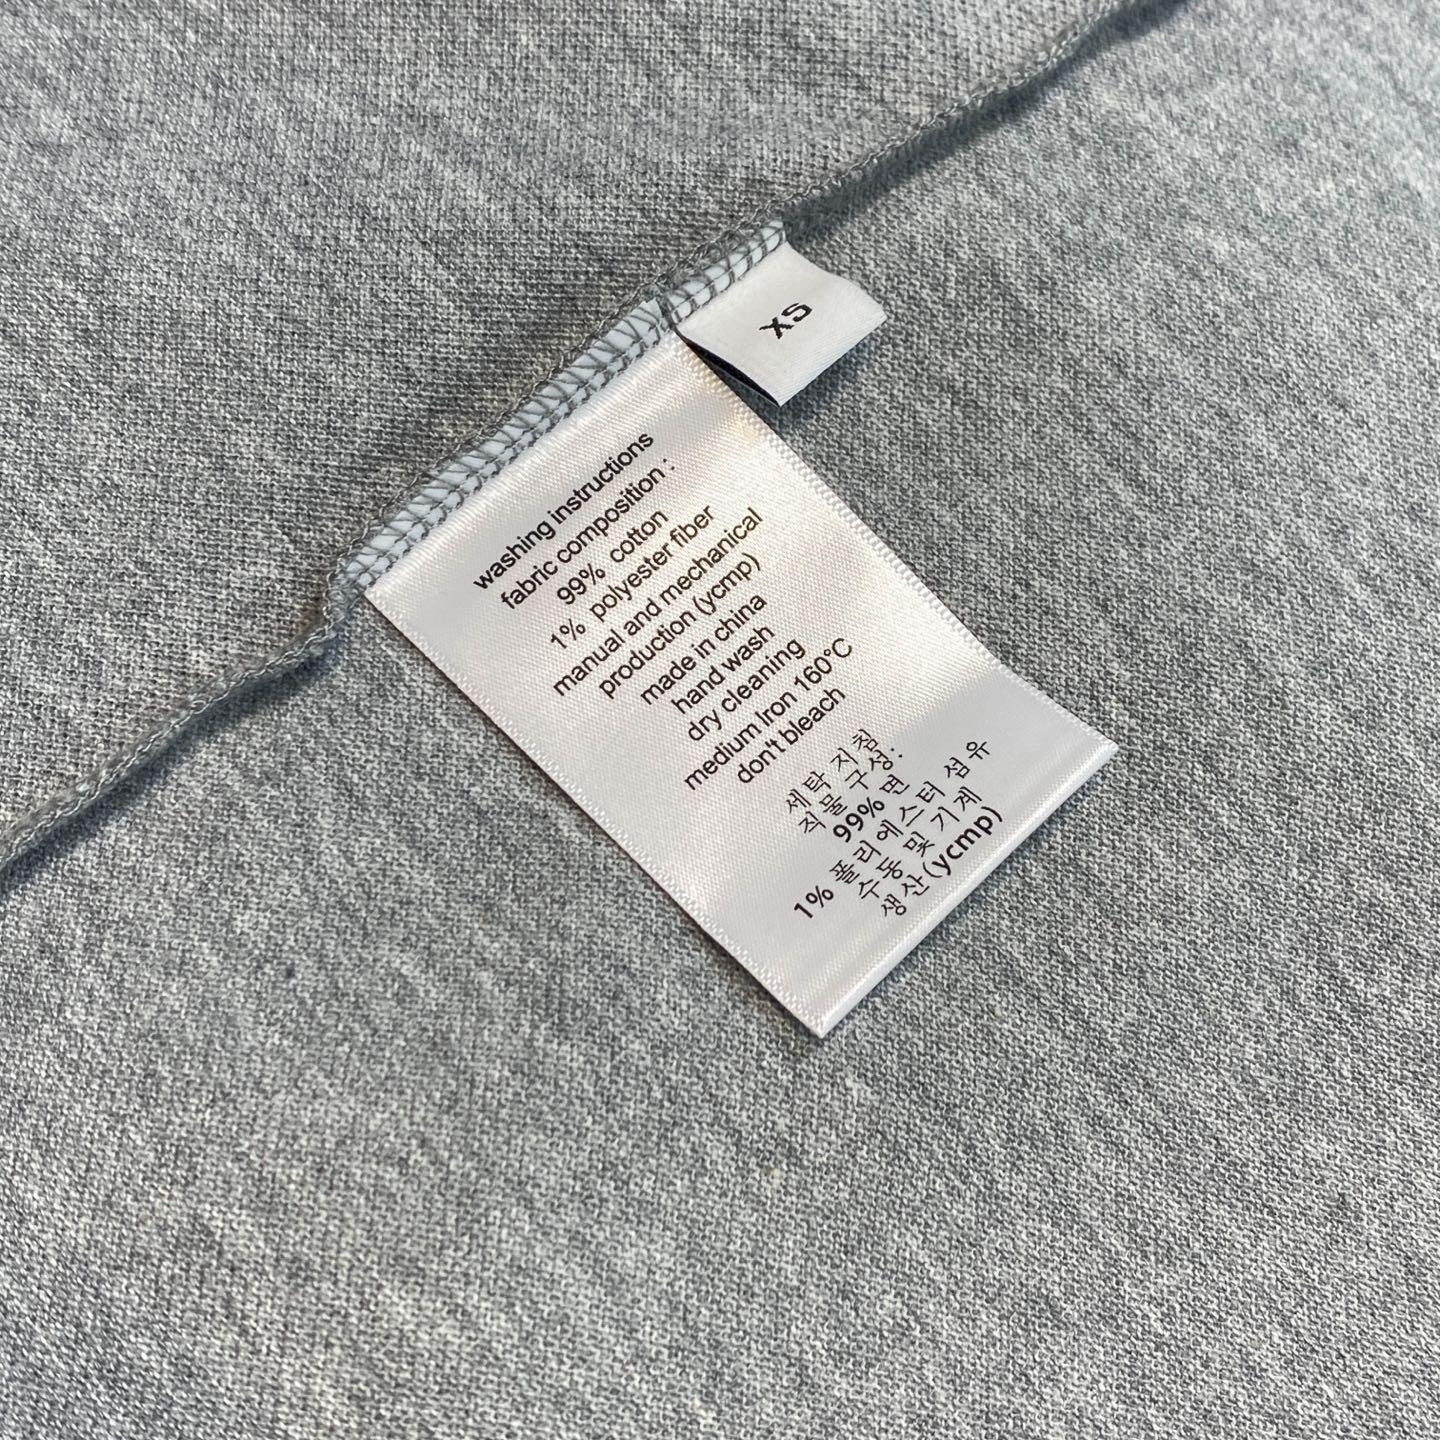 XS
washing instructions
fabric composition :
99% cotton
1% polyester fiber
manual and mechanical
production (ycmp)
made in china
hand wash
dry cleaning
medium Iron 160°C
don't bleach
세탁 지침
직물 구성:
99% 면
1% 폴리에스터 섬유
수동 및 기계
생산(ycmp)